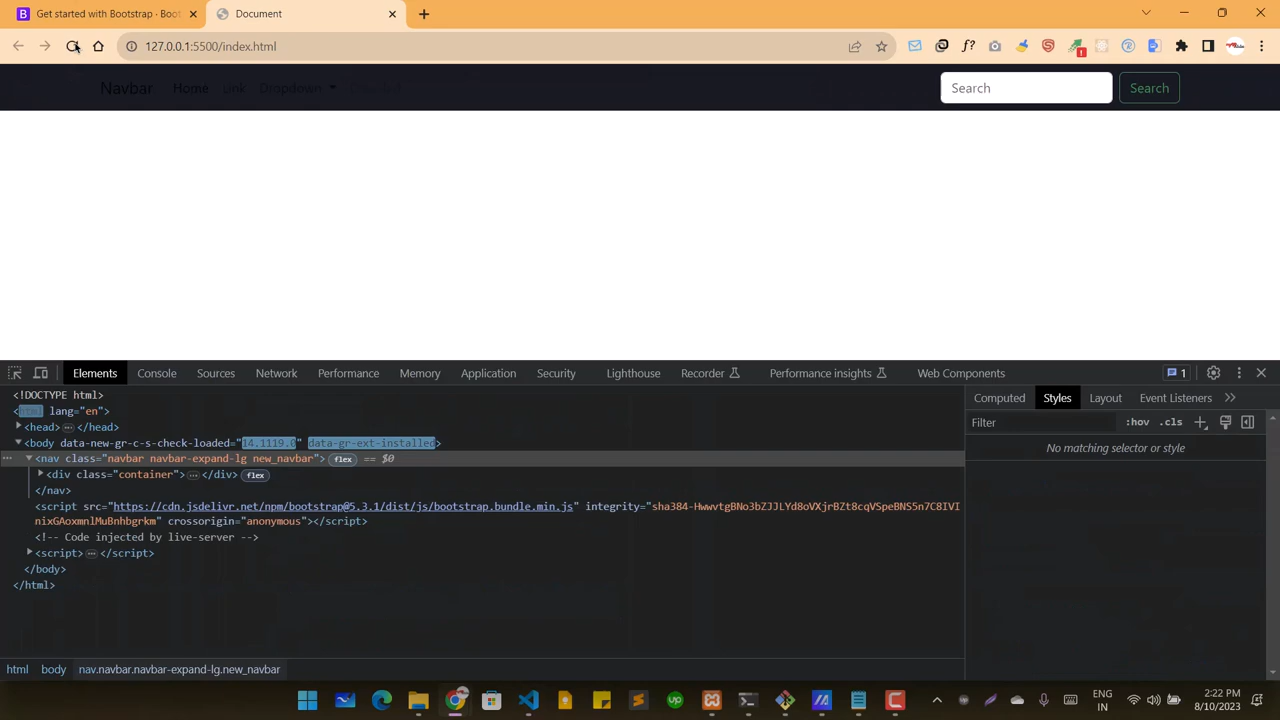 Get started with Bootstrap · Boot
Document
127.0.0.1:5500/index.html
Navbar Home Link Dropdown Disabled Search Search
Elements Console Sources Network Performance Memory Application Security Lighthouse Recorder Performance insights Web Components 1
<!DOCTYPE html>
<html lang="en">
<head> </head>
<body data-new-gr-c-s-check-loaded="14.1119.0" data-gr-ext-installed>
<nav class="navbar navbar-expand-lg new_navbar"> flex == $0
<div class="container"> </div> flex
</nav>
<script src="https://cdn.jsdelivr.net/npm/bootstrap@5.3.1/dist/js/bootstrap.bundle.min.js" integrity="sha384-HwwvtgBNo3bZJJLYd8oVXjrBZt8cqVSpeBNS5n7C8IVI
nixGAoxmnlMuBnhbgrkm" crossorigin="anonymous"></script>
<!-- Code injected by live-server -->
<script> </script>
</body>
</html>
html body nav.navbar.navbar-expand-lg.new_navbar
Computed Styles Layout Event Listeners
Filter :hov .cls
No matching selector or style
ENG
IN
2:22 PM
8/10/2023